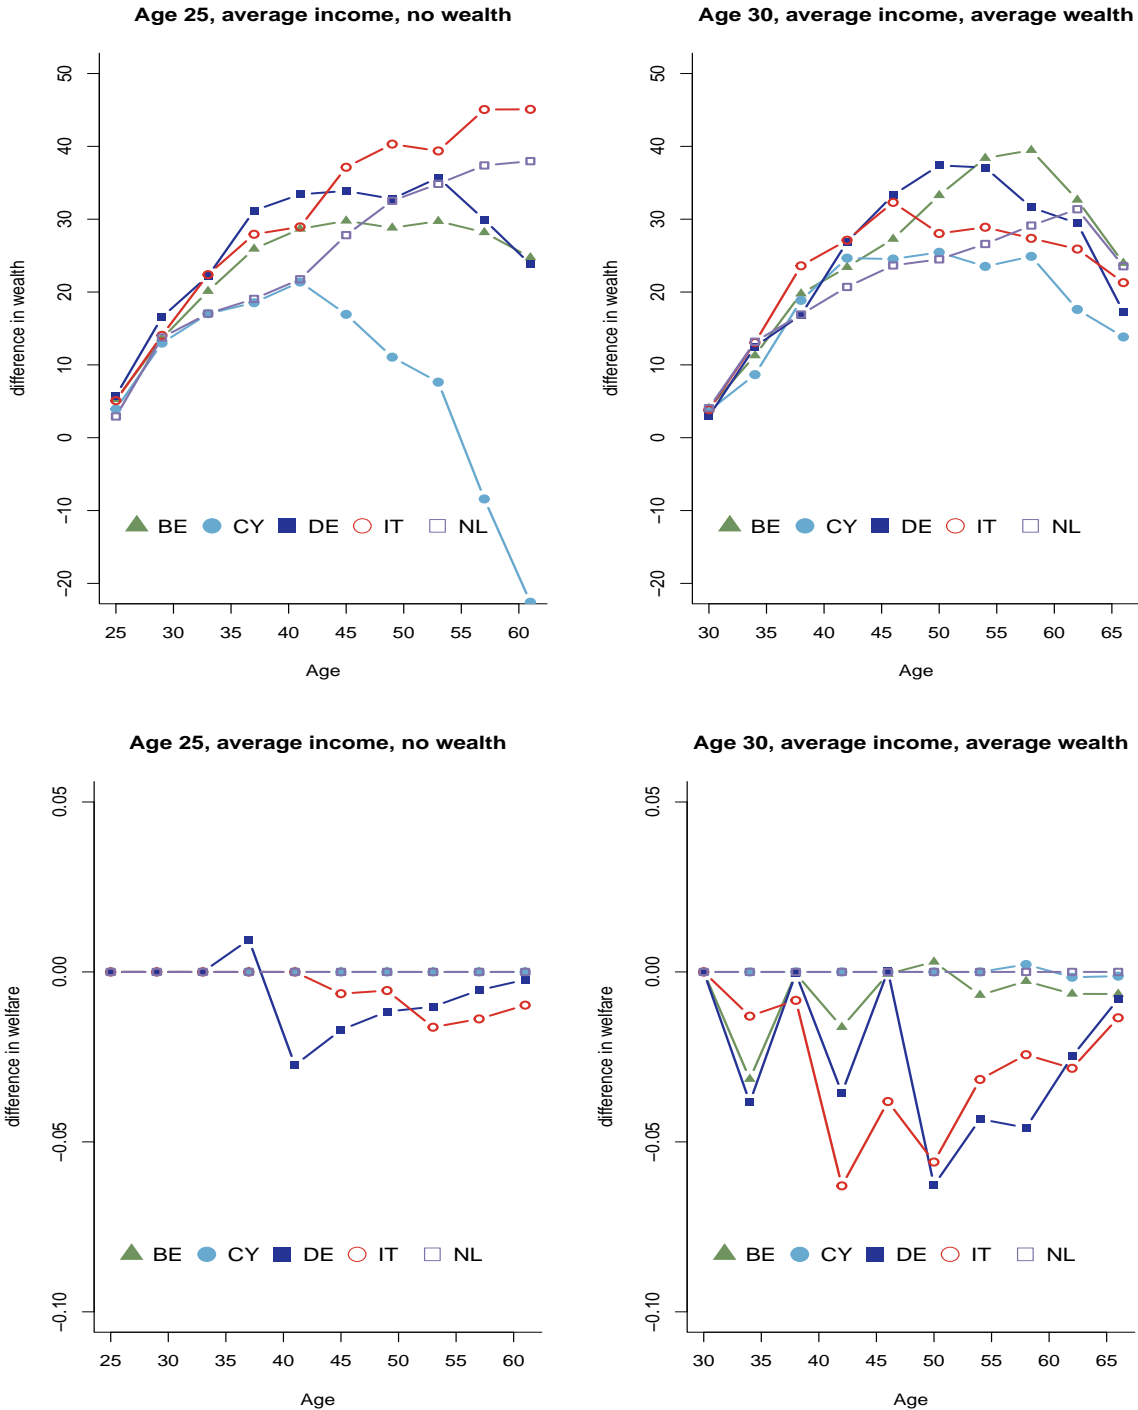 Age 25, average income, no wealth
difference in wealth
50
40
30
20
10
0
−10
−20
BE CY DE IT NL
25 30 35 40 45 50 55 60
Age
Age 30, average income, average wealth
difference in wealth
50
40
30
20
10
0
−10
−20
BE CY DE IT NL
30 35 40 45 50 55 60 65
Age
Age 25, average income, no wealth
difference in welfare
0.05
0.00
−0.05
−0.10
BE CY DE IT NL
25 30 35 40 45 50 55 60
Age
Age 30, average income, average wealth
difference in welfare
0.05
0.00
−0.05
−0.10
BE CY DE IT NL
30 35 40 45 50 55 60 65
Age